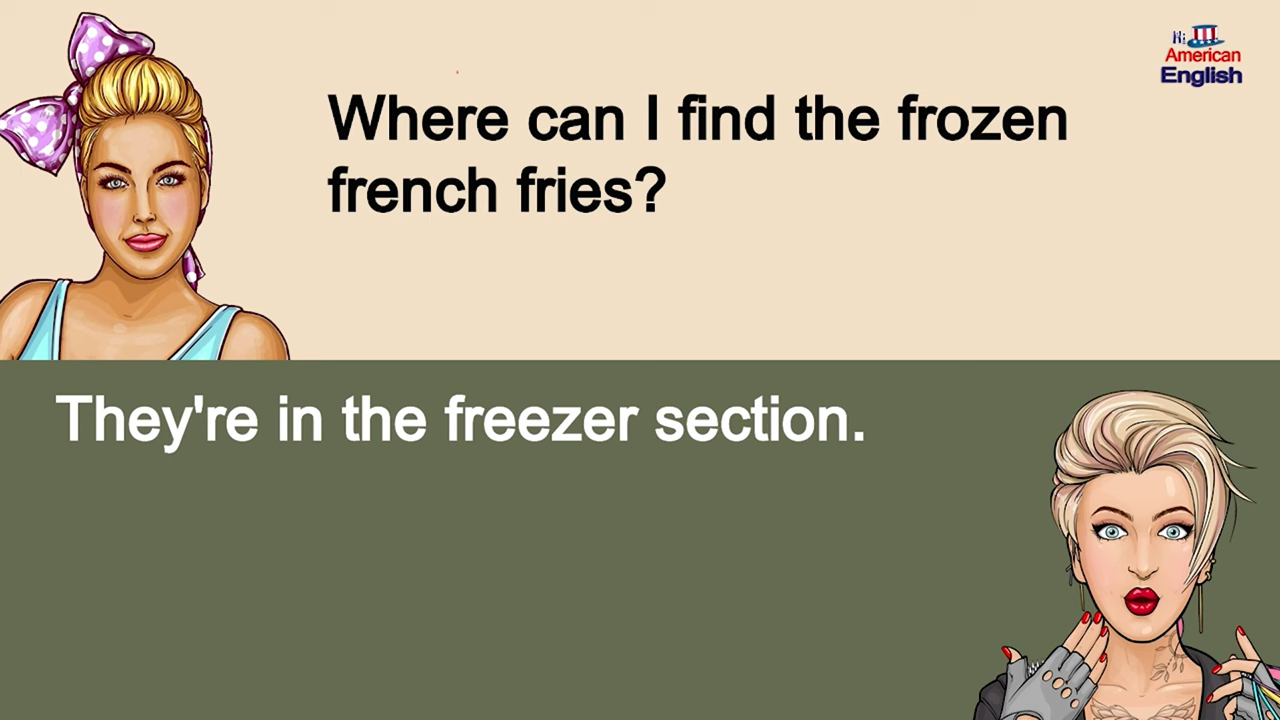 Hi
American
English
Where can I find the frozen
french fries?
They're in the freezer section.